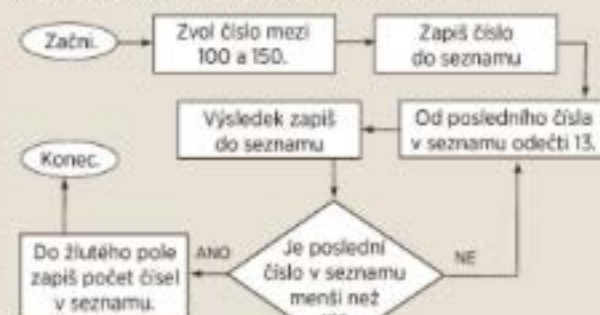 Začni.
Zvol číslo mezi
100 a 150.
Zapiš číslo
do seznamu
Od posledního čísla
v seznamu odečti 13.
Výsledek zapiš
do seznamu
Je poslední
číslo v seznamu
menší než
NE
ANO
Do žlutého pole
zapiš počet čísel
v seznamu.
Konec.